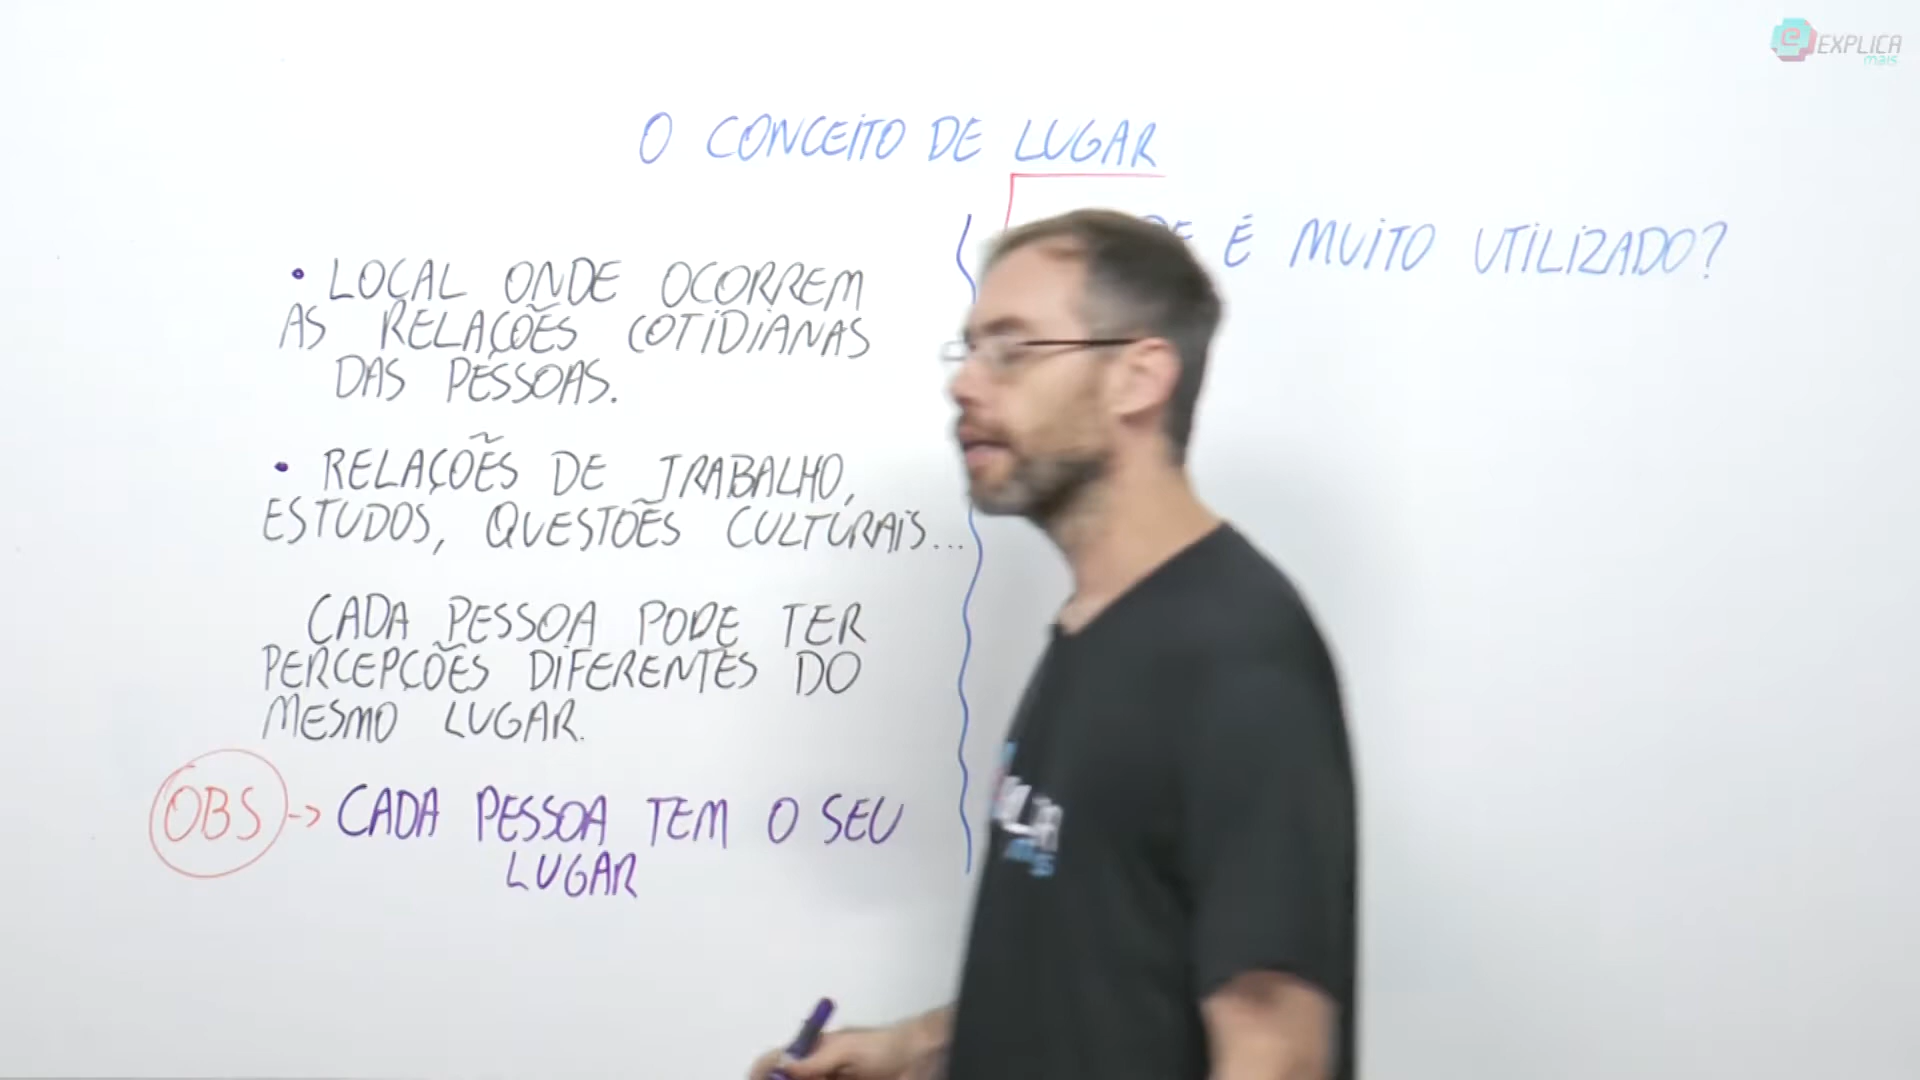 EXPLICA
mais
O CONCEITO DE LUGAR
• LOCAL ONDE OCORREM
AS RELAÇÕES COTIDIANAS
DAS PESSOAS.
• RELAÇÕES DE TRABALHO,
ESTUDOS, QUESTÕES CULTURAIS...
CADA PESSOA PODE TER
PERCEPÇÕES DIFERENTES DO
MESMO LUGAR.
OBS -> CADA PESSOA TEM O SEU
LUGAR
É MUITO UTILIZADO?